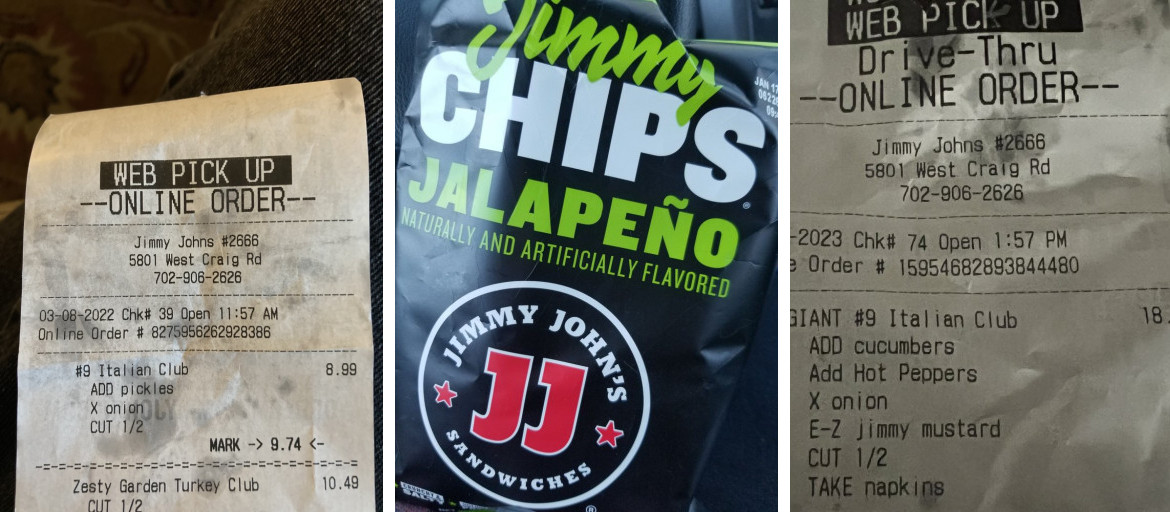 WEB PICK UP
--ONLINE ORDER--
Jimmy Johns #2666
5801 West Craig Rd
702-906-2626
03-08-2022 Chk# 39 Open 11:57 AM
Online Order # 8275956262928386
#9 Italian Club 8.99
ADD pickles
X onion
CUT 1/2
MARK -> 9.74 <-
Zesty Garden Turkey Club 10.49
CUT 1/2
Jimmy
CHIPS®
JAN 17
JALAPEÑO
NATURALLY AND ARTIFICIALLY FLAVORED
JIMMY JOHN'S
JJ
SANDWICHES
®
WEB PICK UP
Drive-Thru
--ONLINE ORDER--
Jimmy Johns #2666
5801 West Craig Rd
702-906-2626
-2023 Chk# 74 Open 1:57 PM
e Order # 15954682893844480
GIANT #9 Italian Club 18.
ADD cucumbers
Add Hot Peppers
X onion
E-Z jimmy mustard
CUT 1/2
TAKE napkins